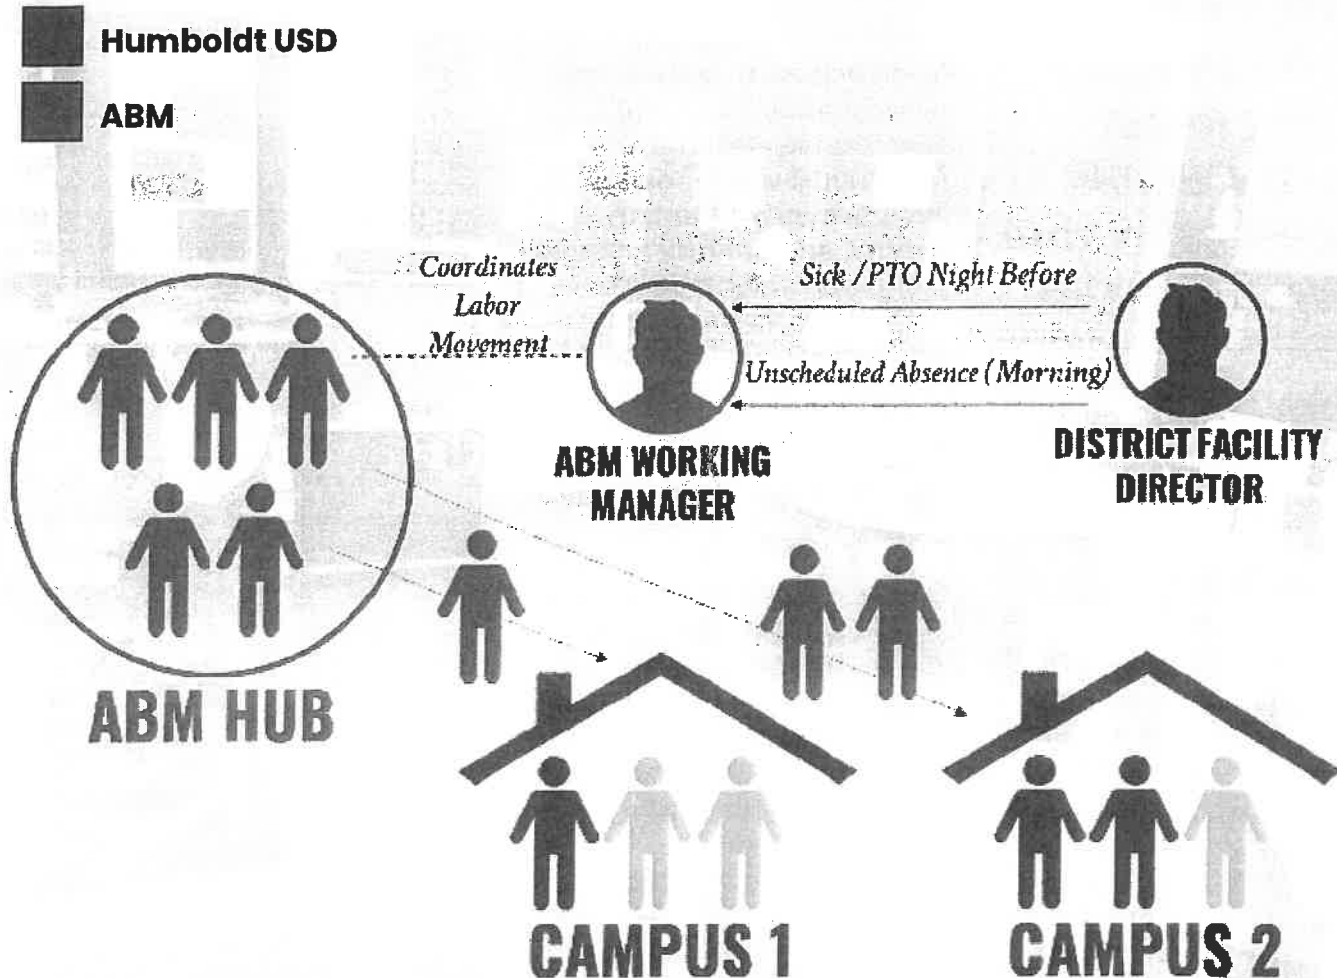 Humboldt USD
ABM
Coordinates
Labor
Movement
Sick / PTO Night Before
Unscheduled Absence (Morning)
ABM WORKING
MANAGER
DISTRICT FACILITY
DIRECTOR
ABM HUB
CAMPUS 1
CAMPUS 2